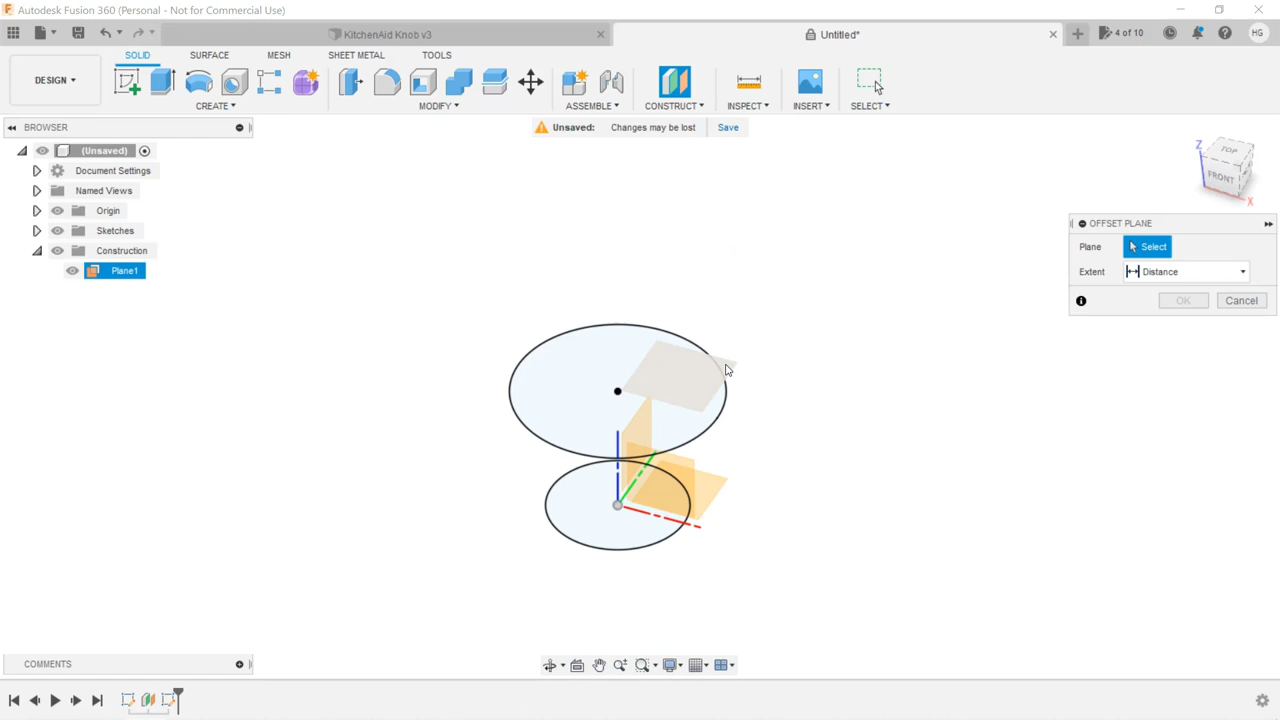 Autodesk Fusion 360 (Personal - Not for Commercial Use)
KitchenAid Knob v3
Untitled*
4 of 10
HG
DESIGN
SOLID
SURFACE
MESH
SHEET METAL
TOOLS
CREATE
MODIFY
ASSEMBLE
CONSTRUCT
INSPECT
INSERT
SELECT
BROWSER
Unsaved: Changes may be lost Save
(Unsaved)
Document Settings
Named Views
Origin
Sketches
Construction
Plane1
Z
TOP
FRONT
X
OFFSET PLANE
Plane Select
Extent Distance
OK Cancel
COMMENTS